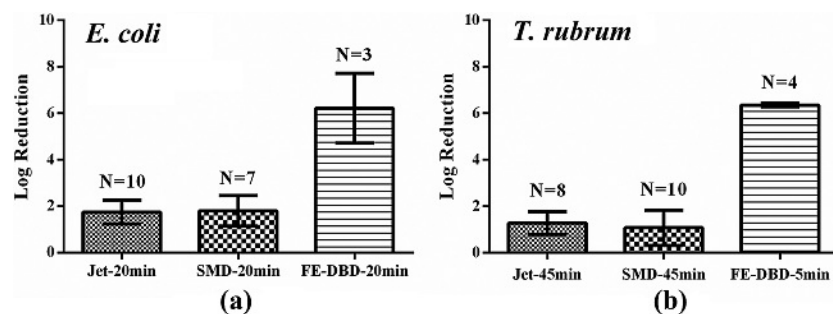 E. coli
Log Reduction
10
8
6
4
2
0
N=10
N=7
N=3
Jet-20min
SMD-20min
FE-DBD-20min
(a)
T. rubrum
Log Reduction
10
8
6
4
2
0
N=8
N=10
N=4
Jet-45min
SMD-45min
FE-DBD-5min
(b)